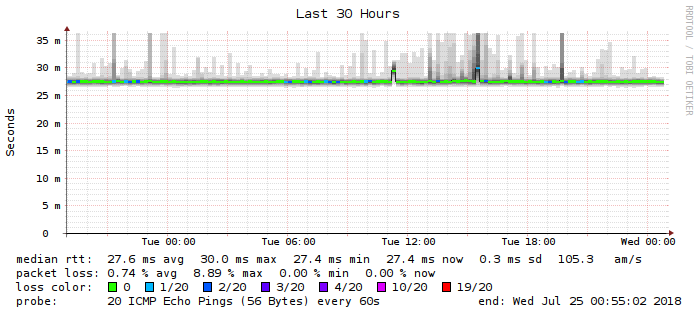 Last 30 Hours
RRDTOOL / TOBI OETIKER
Seconds
35 m
30 m
25 m
20 m
15 m
10 m
5 m
0
Tue 00:00 Tue 06:00 Tue 12:00 Tue 18:00 Wed 00:00
median rtt: 27.6 ms avg 30.0 ms max 27.4 ms min 27.4 ms now 0.3 ms sd 105.3 am/s
packet loss: 0.74 % avg 8.89 % max 0.00 % min 0.00 % now
loss color: 0 1/20 2/20 3/20 4/20 10/20 19/20
probe: 20 ICMP Echo Pings (56 Bytes) every 60s end: Wed Jul 25 00:55:02 2018